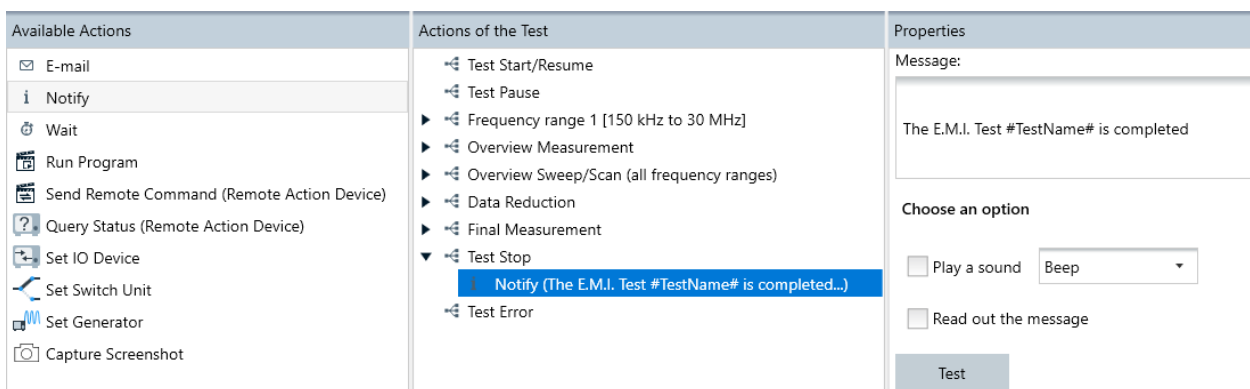 Available Actions
E-mail
Notify
Wait
Run Program
Send Remote Command (Remote Action Device)
Query Status (Remote Action Device)
Set IO Device
Set Switch Unit
Set Generator
Capture Screenshot
Actions of the Test
Test Start/Resume
Test Pause
Frequency range 1 [150 kHz to 30 MHz]
Overview Measurement
Overview Sweep/Scan (all frequency ranges)
Data Reduction
Final Measurement
Test Stop
Notify (The E.M.I. Test #TestName# is completed...)
Test Error
Properties
Message:
The E.M.I. Test #TestName# is completed
Choose an option
Play a sound
Beep
Read out the message
Test